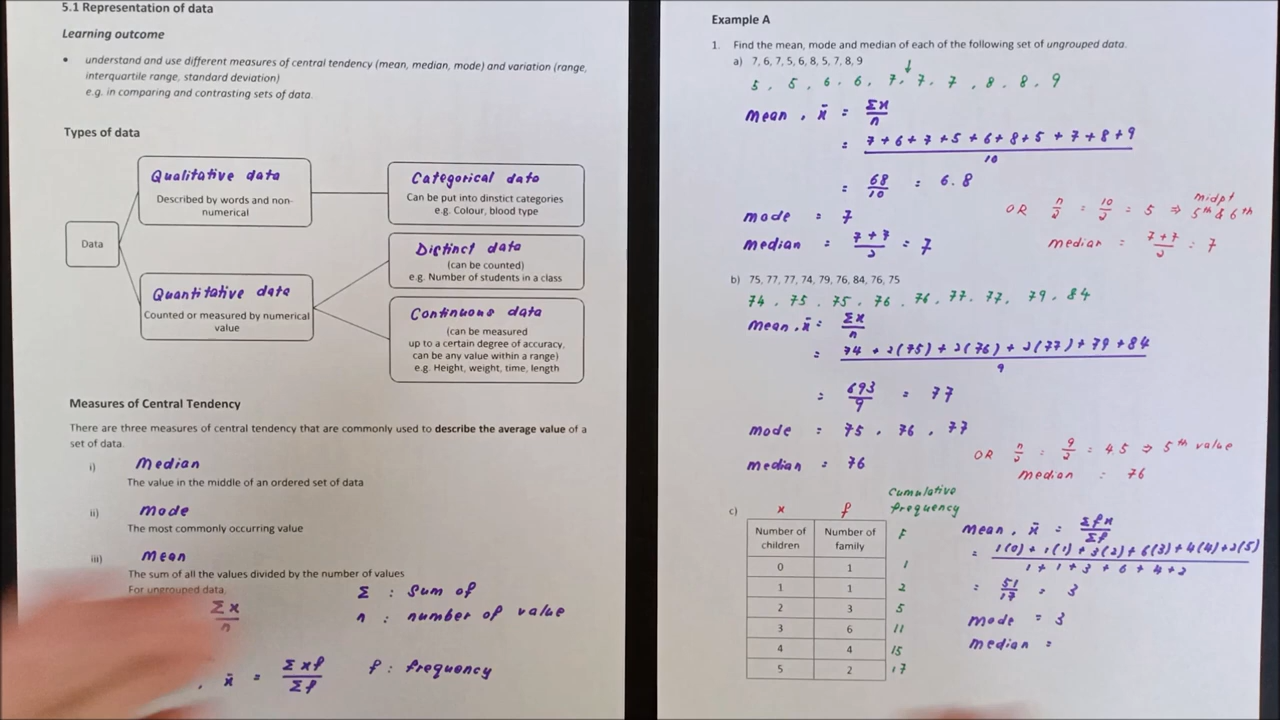 5.1 Representation of data
Learning outcome
• understand and use different measures of central tendency (mean, median, mode) and variation (range,
interquartile range, standard deviation)
e.g. in comparing and contrasting sets of data.
Types of data
Data
Qualitative data
Described by words and non-
numerical
Quantitative data
Counted or measured by numerical
value
Categorical data
Can be put into dinstict categories
e.g. Colour, blood type
Distinct data
(can be counted)
e.g. Number of students in a class
Continuous data
(can be measured
up to a certain degree of accuracy,
can be any value within a range)
e.g. Height, weight, time, length
Measures of Central Tendency
There are three measures of central tendency that are commonly used to describe the average value of a
set of data.
i) Median
The value in the middle of an ordered set of data
ii) mode
The most commonly occurring value
iii) Mean
The sum of all the values divided by the number of values
For ungrouped data,
Σx / n
Σ : Sum of
n : number of value
x̄ = Σxf / Σf
f : frequency
Example A
1. Find the mean, mode and median of each of the following set of ungrouped data.
a) 7, 6, 7, 5, 6, 8, 5, 7, 8, 9
5, 5, 6, 6, 7, 7, 7, 8, 8, 9
mean, x̄ = Σx / n
= 7+6+7+5+6+8+5+7+8+9 / 10
= 68/10 = 6.8
mode = 7
median = 7+7 / 2 = 7
OR n/2 = 10/2 = 5 ⇒ midpt 5th & 6th
median = 7+7 / 2 = 7
b) 75, 77, 77, 74, 79, 76, 84, 76, 75
74, 75, 75, 76, 76, 77, 77, 79, 84
mean, x̄ = Σx / n
= 74 + 2(75) + 2(76) + 2(77) + 79 + 84 / 9
= 693/9 = 77
mode = 75, 76, 77
median = 76
OR n/2 = 9/2 = 4.5 ⇒ 5th value
median = 76
c)
x f Cumulative frequency
Number of children Number of family F
0 1 1
1 1 2
2 3 5
3 6 11
4 4 15
5 2 17
mean, x̄ = Σfx / Σf
= 1(0) + 1(1) + 3(2) + 6(3) + 4(4) + 2(5) / 1+1+3+6+4+2
= 51/17 = 3
mode = 3
median =